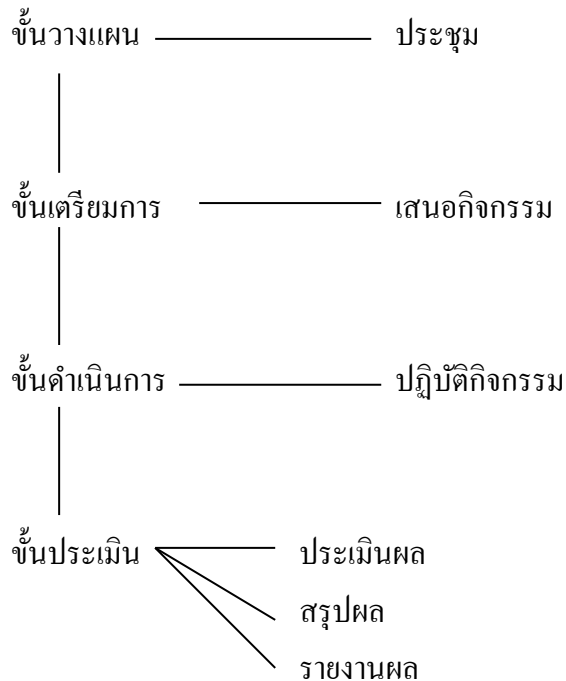 ขั้นวางแผน ประชุม
ขั้นเตรียมการ เสนอกิจกรรม
ขั้นดำเนินการ ปฏิบัติกิจกรรม
ขั้นประเมิน ประเมินผล
สรุปผล
รายงานผล